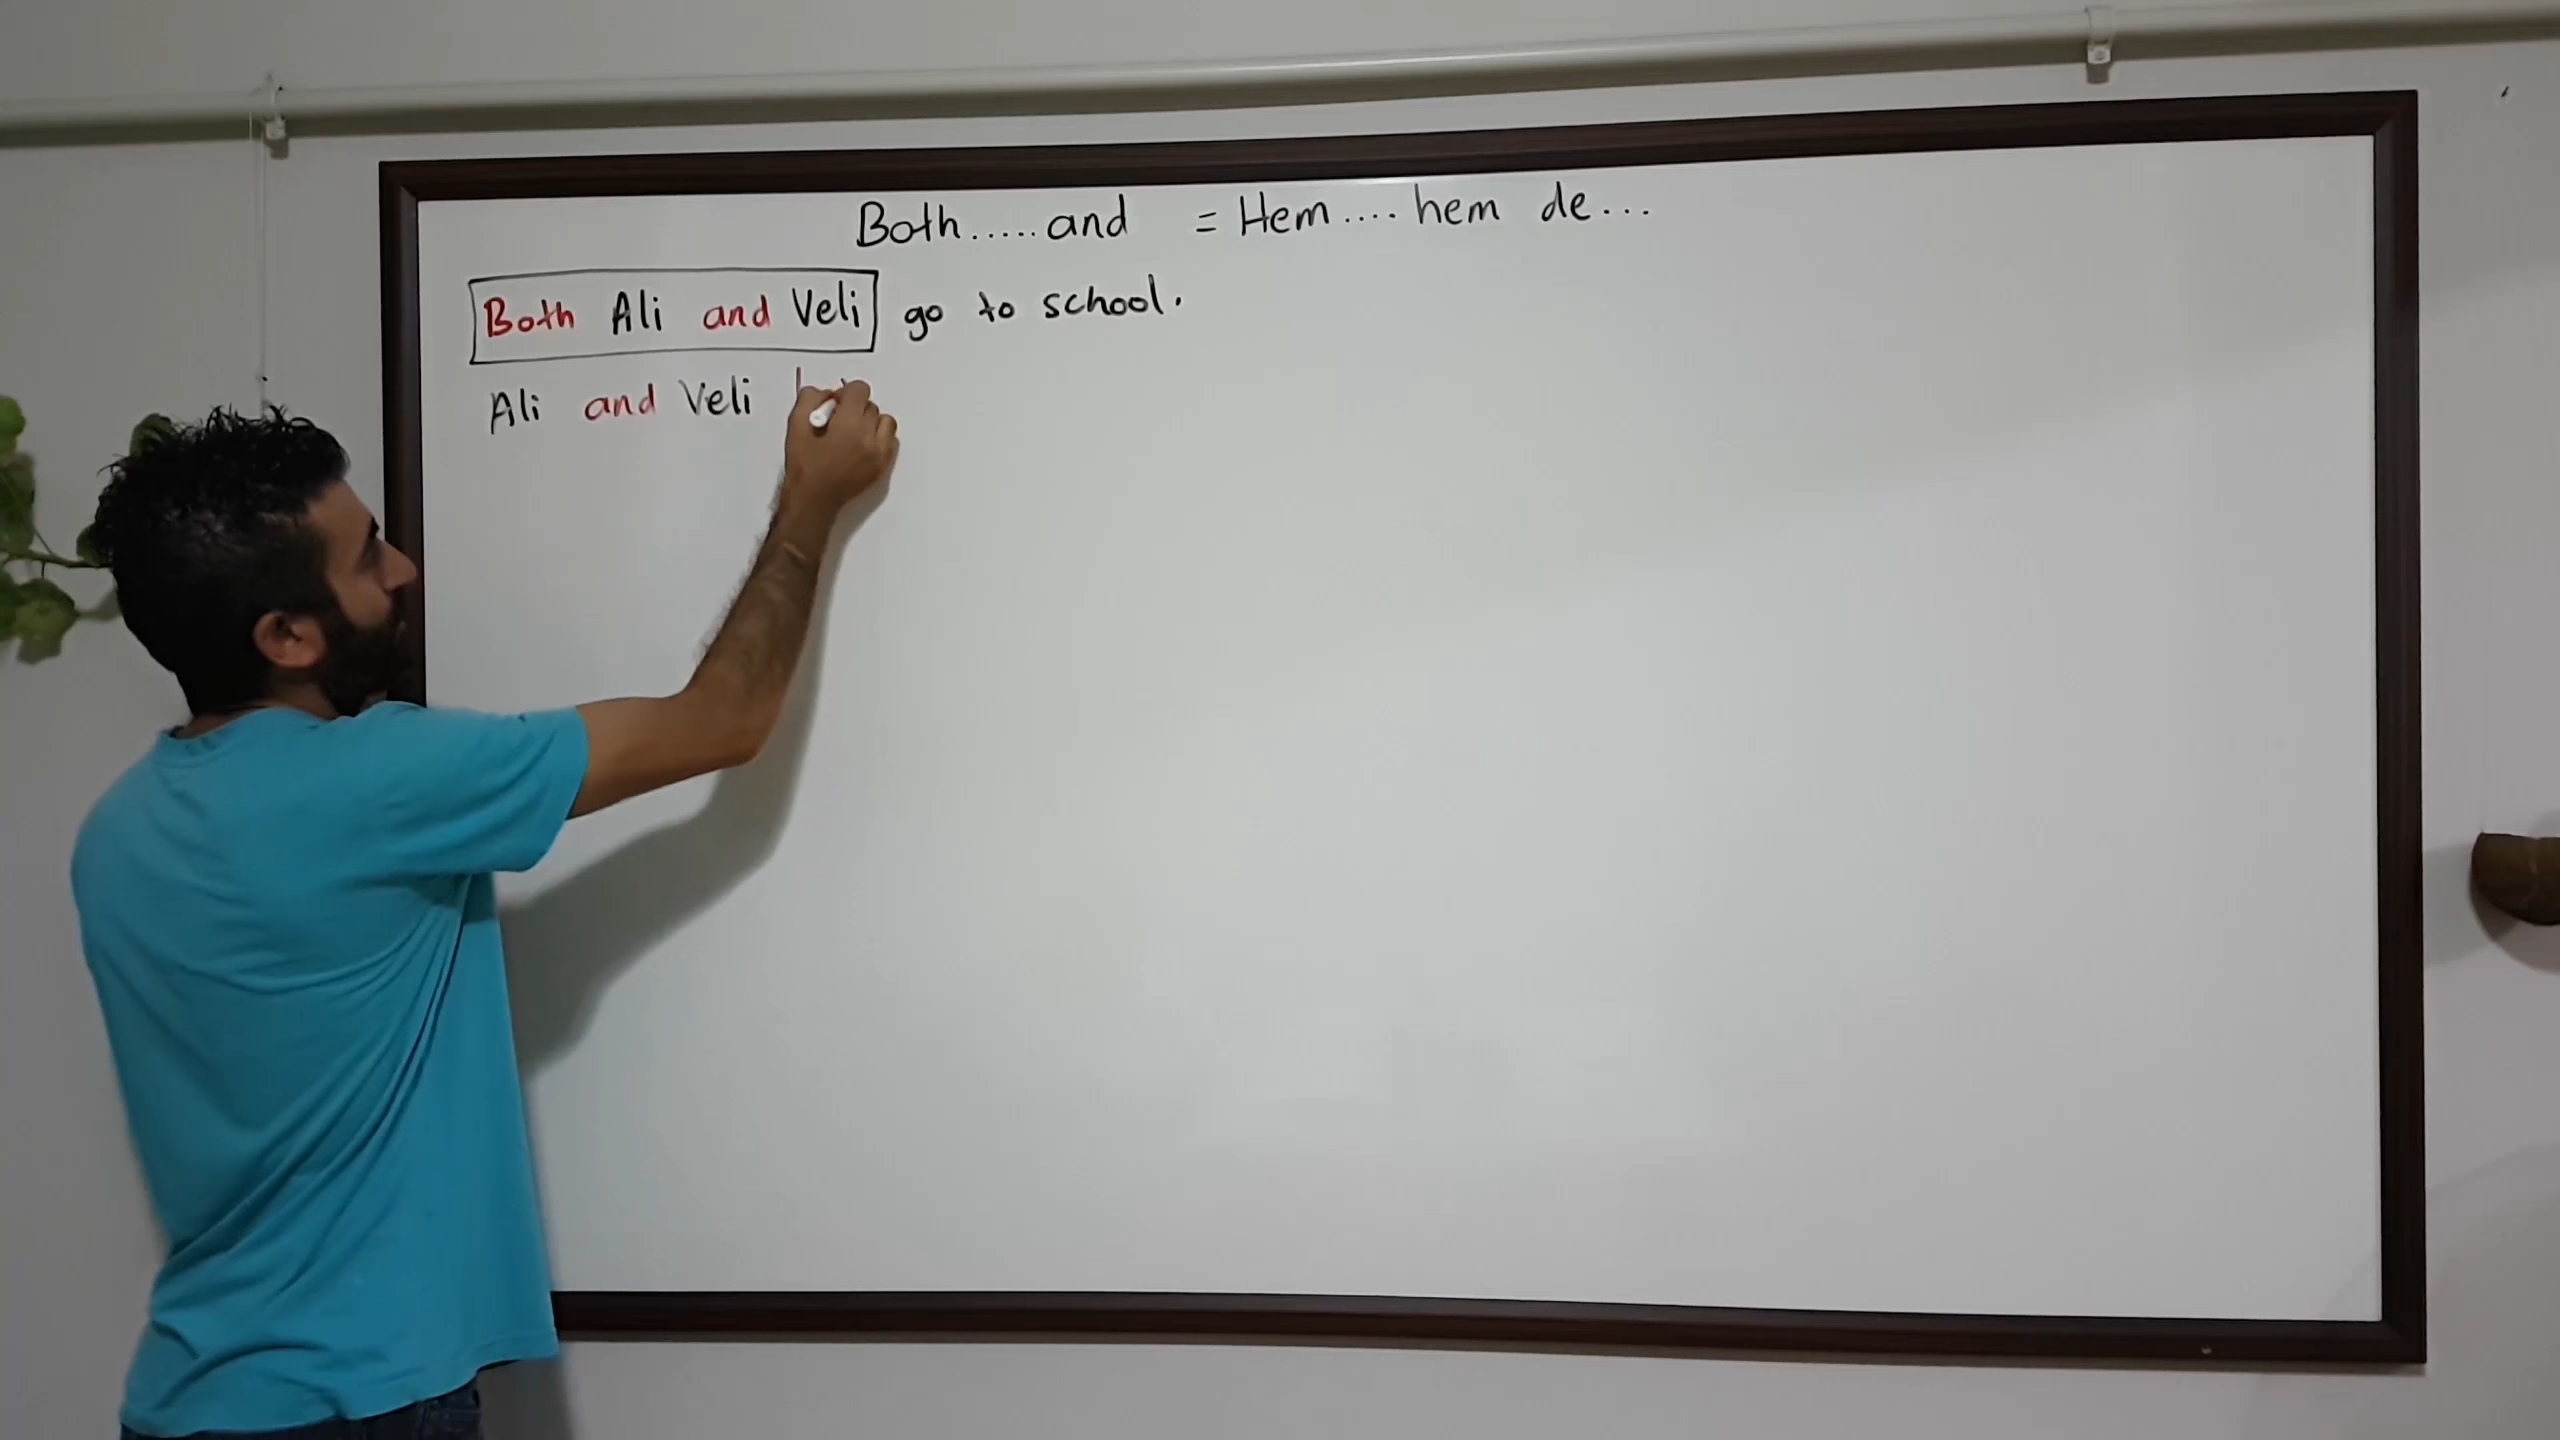 Both.....and = Hem....hem de...
Both Ali and Veli go to school.
Ali and Veli